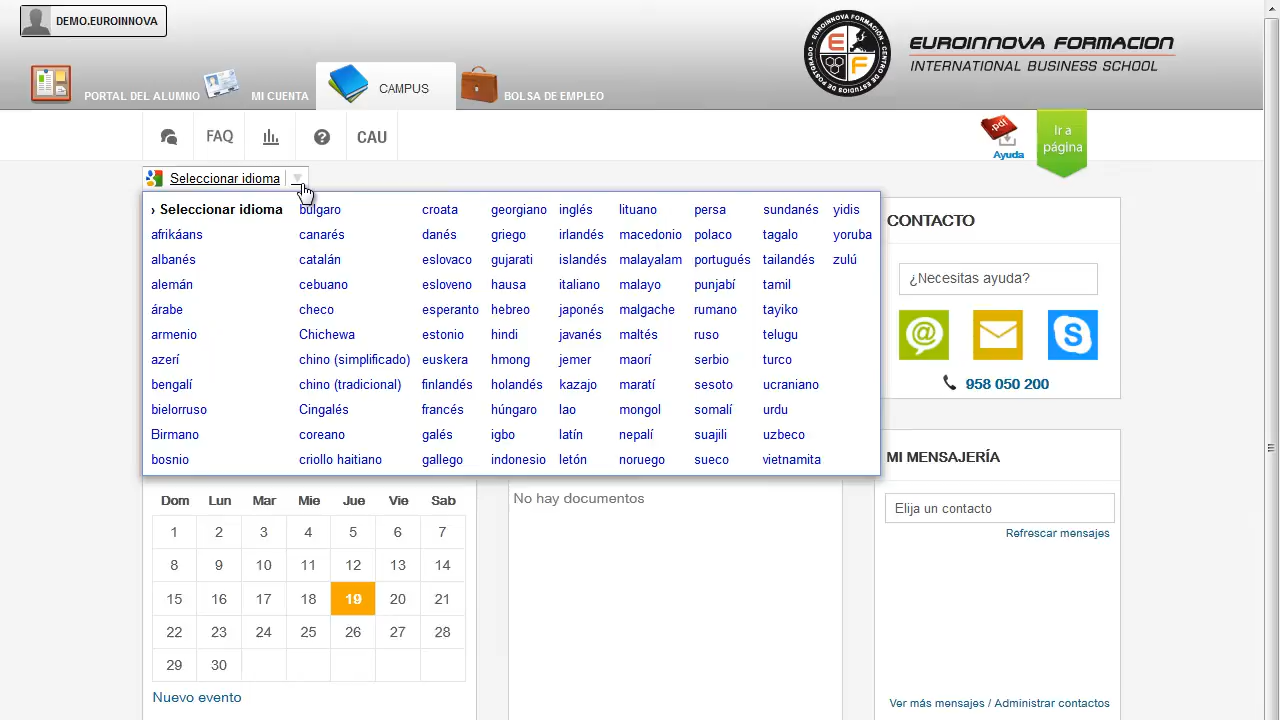 DEMO.EUROINNOVA
EUROINNOVA FORMACION
INTERNATIONAL BUSINESS SCHOOL
EUROINNOVA FORMACIÓN · CENTRO DE ESTUDIOS DE POSTGRADO
E
F
PORTAL DEL ALUMNO
MI CUENTA
CAMPUS
BOLSA DE EMPLEO
FAQ
?
CAU
.pdf
Ayuda
Ir a
página
Seleccionar idioma
› Seleccionar idioma búlgaro croata georgiano inglés lituano persa sundanés yidis
afrikáans canarés danés griego irlandés macedonio polaco tagalo yoruba
albanés catalán eslovaco gujarati islandés malayalam portugués tailandés zulú
alemán cebuano esloveno hausa italiano malayo punjabí tamil
árabe checo esperanto hebreo japonés malgache rumano tayiko
armenio Chichewa estonio hindi javanés maltés ruso telugu
azerí chino (simplificado) euskera hmong jemer maorí serbio turco
bengalí chino (tradicional) finlandés holandés kazajo maratí sesoto ucraniano
bielorruso Cingalés francés húngaro lao mongol somalí urdu
Birmano coreano galés igbo latín nepalí suajili uzbeco
bosnio criollo haitiano gallego indonesio letón noruego sueco vietnamita
CONTACTO
¿Necesitas ayuda?
@
S
958 050 200
Dom Lun Mar Mie Jue Vie Sab
1 2 3 4 5 6 7
8 9 10 11 12 13 14
15 16 17 18 19 20 21
22 23 24 25 26 27 28
29 30
Nuevo evento
No hay documentos
MI MENSAJERÍA
Elija un contacto
Refrescar mensajes
Ver más mensajes / Administrar contactos